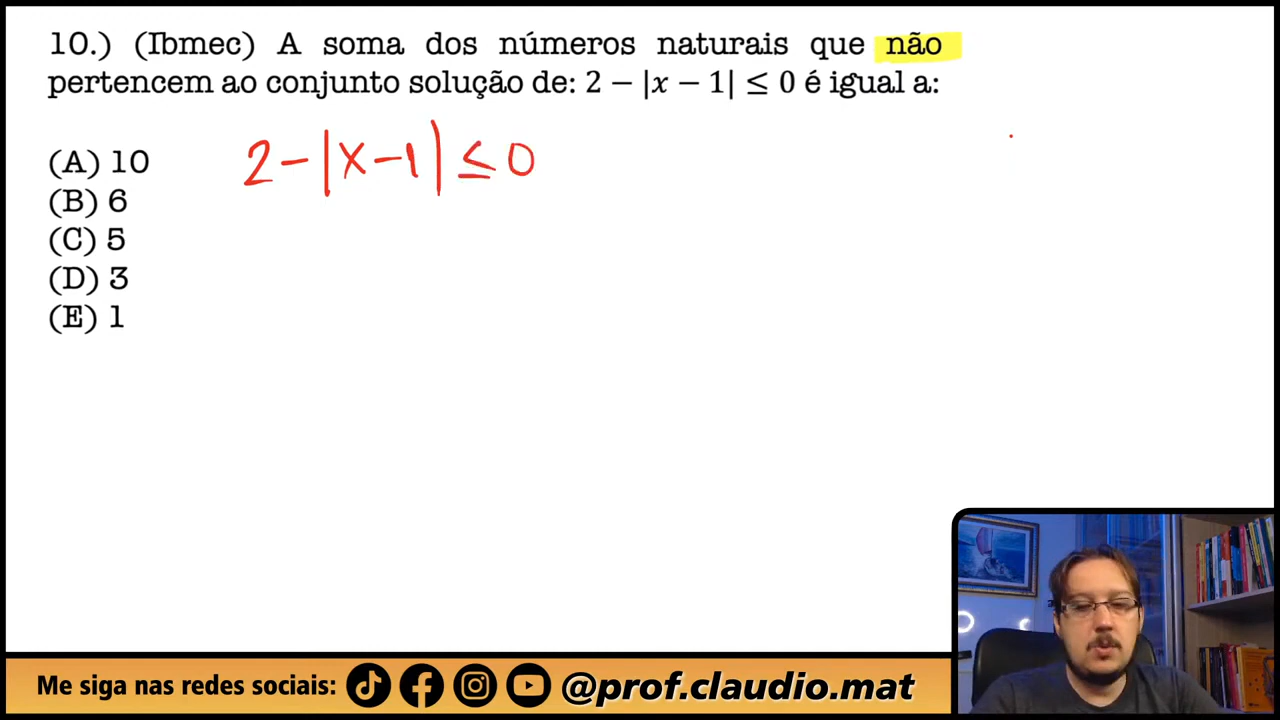 10.) (Ibmec) A soma dos números naturais que não
pertencem ao conjunto solução de: 2 − |x − 1| ≤ 0 é igual a:
(A) 10
(B) 6
(C) 5
(D) 3
(E) 1
2-|x-1| ≤ 0
Me siga nas redes sociais: @prof.claudio.mat